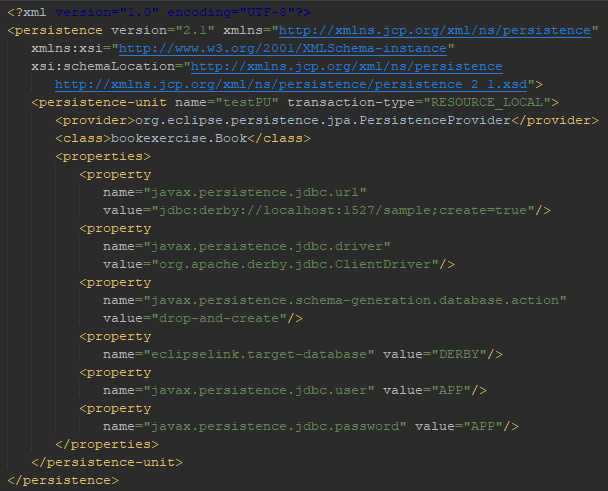 <?xml version="1.0" encoding="UTF-8"?>
<persistence version="2.1" xmlns="http://xmlns.jcp.org/xml/ns/persistence"
xmlns:xsi="http://www.w3.org/2001/XMLSchema-instance"
xsi:schemaLocation="http://xmlns.jcp.org/xml/ns/persistence
http://xmlns.jcp.org/xml/ns/persistence/persistence_2_1.xsd">
<persistence-unit name="testPU" transaction-type="RESOURCE_LOCAL">
<provider>org.eclipse.persistence.jpa.PersistenceProvider</provider>
<class>bookexercise.Book</class>
<properties>
<property
name="javax.persistence.jdbc.url"
value="jdbc:derby://localhost:1527/sample;create=true"/>
<property
name="javax.persistence.jdbc.driver"
value="org.apache.derby.jdbc.ClientDriver"/>
<property
name="javax.persistence.schema-generation.database.action"
value="drop-and-create"/>
<property
name="eclipselink.target-database" value="DERBY"/>
<property
name="javax.persistence.jdbc.user" value="APP"/>
<property
name="javax.persistence.jdbc.password" value="APP"/>
</properties>
</persistence-unit>
</persistence>